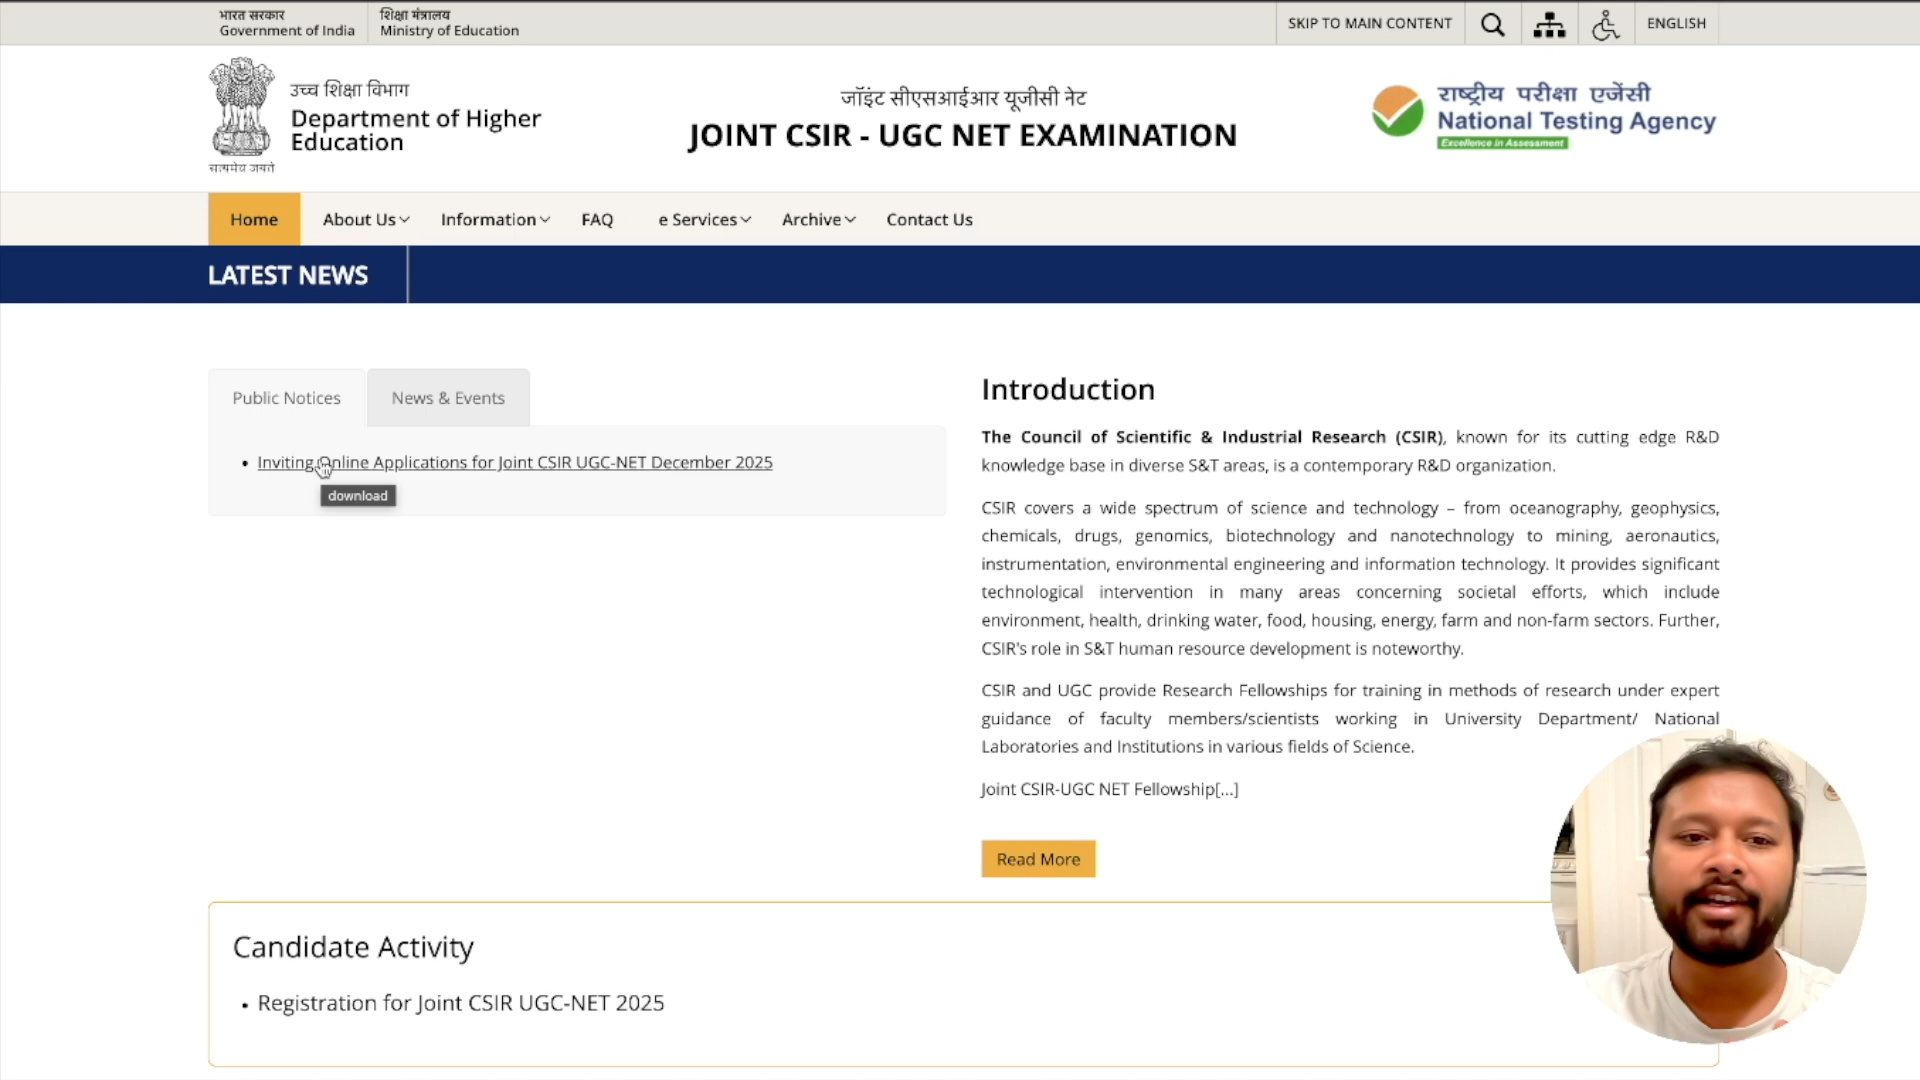 भारत सरकार
Government of India
शिक्षा मंत्रालय
Ministry of Education
SKIP TO MAIN CONTENT
ENGLISH
सत्यमेव जयते
उच्च शिक्षा विभाग
Department of Higher
Education
जॉइंट सीएसआईआर यूजीसी नेट
JOINT CSIR - UGC NET EXAMINATION
राष्ट्रीय परीक्षा एजेंसी
National Testing Agency
Excellence in Assessment
Home
About Us
Information
FAQ
e Services
Archive
Contact Us
LATEST NEWS
Public Notices
News & Events
• Inviting Online Applications for Joint CSIR UGC-NET December 2025
download
Introduction
The Council of Scientific & Industrial Research (CSIR), known for its cutting edge R&D
knowledge base in diverse S&T areas, is a contemporary R&D organization.
CSIR covers a wide spectrum of science and technology – from oceanography, geophysics,
chemicals, drugs, genomics, biotechnology and nanotechnology to mining, aeronautics,
instrumentation, environmental engineering and information technology. It provides significant
technological intervention in many areas concerning societal efforts, which include
environment, health, drinking water, food, housing, energy, farm and non-farm sectors. Further,
CSIR's role in S&T human resource development is noteworthy.
CSIR and UGC provide Research Fellowships for training in methods of research under expert
guidance of faculty members/scientists working in University Department/ National
Laboratories and Institutions in various fields of Science.
Joint CSIR-UGC NET Fellowship[...]
Read More
Candidate Activity
• Registration for Joint CSIR UGC-NET 2025